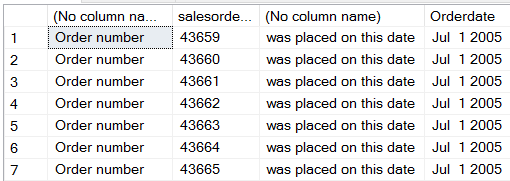 (No column na... salesorde... (No column name) Orderdate
1 Order number 43659 was placed on this date Jul 1 2005
2 Order number 43660 was placed on this date Jul 1 2005
3 Order number 43661 was placed on this date Jul 1 2005
4 Order number 43662 was placed on this date Jul 1 2005
5 Order number 43663 was placed on this date Jul 1 2005
6 Order number 43664 was placed on this date Jul 1 2005
7 Order number 43665 was placed on this date Jul 1 2005